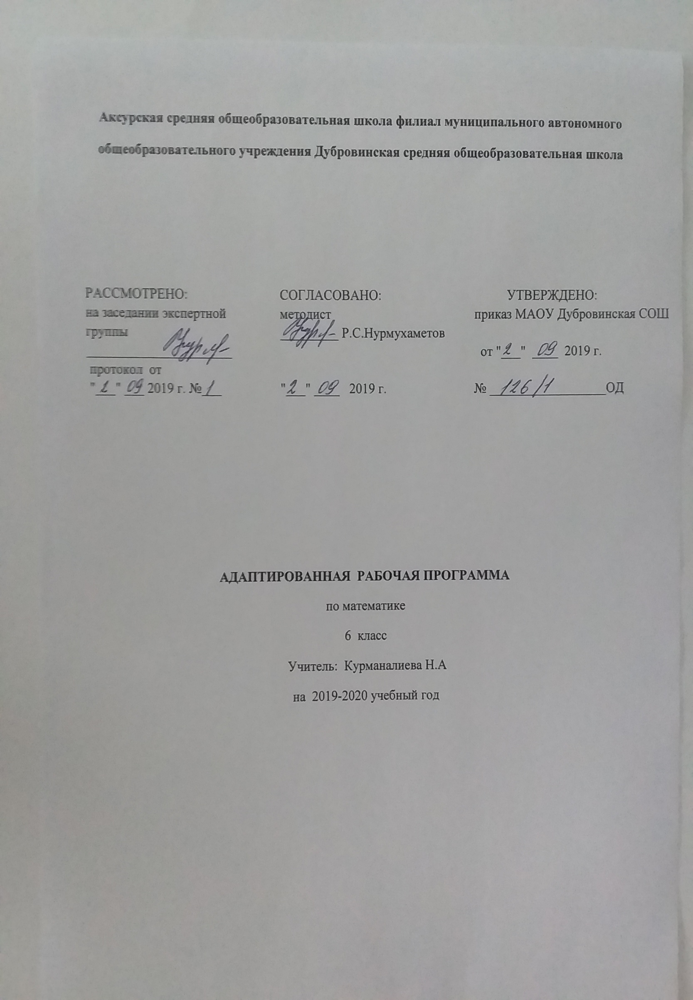 Аксурская средняя общеобразовательная школа филиал муниципального автономного
общеобразовательного учреждения Дубровинская средняя общеобразовательная школа
РАССМОТРЕНО:
на заседании экспертной
группы
протокол от
"2" 09 2019 г. № 1
СОГЛАСОВАНО:
методист
Р.С.Нурмухаметов
"2" 09 2019 г.
УТВЕРЖДЕНО:
приказ МАОУ Дубровинская СОШ
от "2" 09 2019 г.
№ 126/1 ОД
АДАПТИРОВАННАЯ РАБОЧАЯ ПРОГРАММА
по математике
6 класс
Учитель: Курманалиева Н.А
на 2019-2020 учебный год